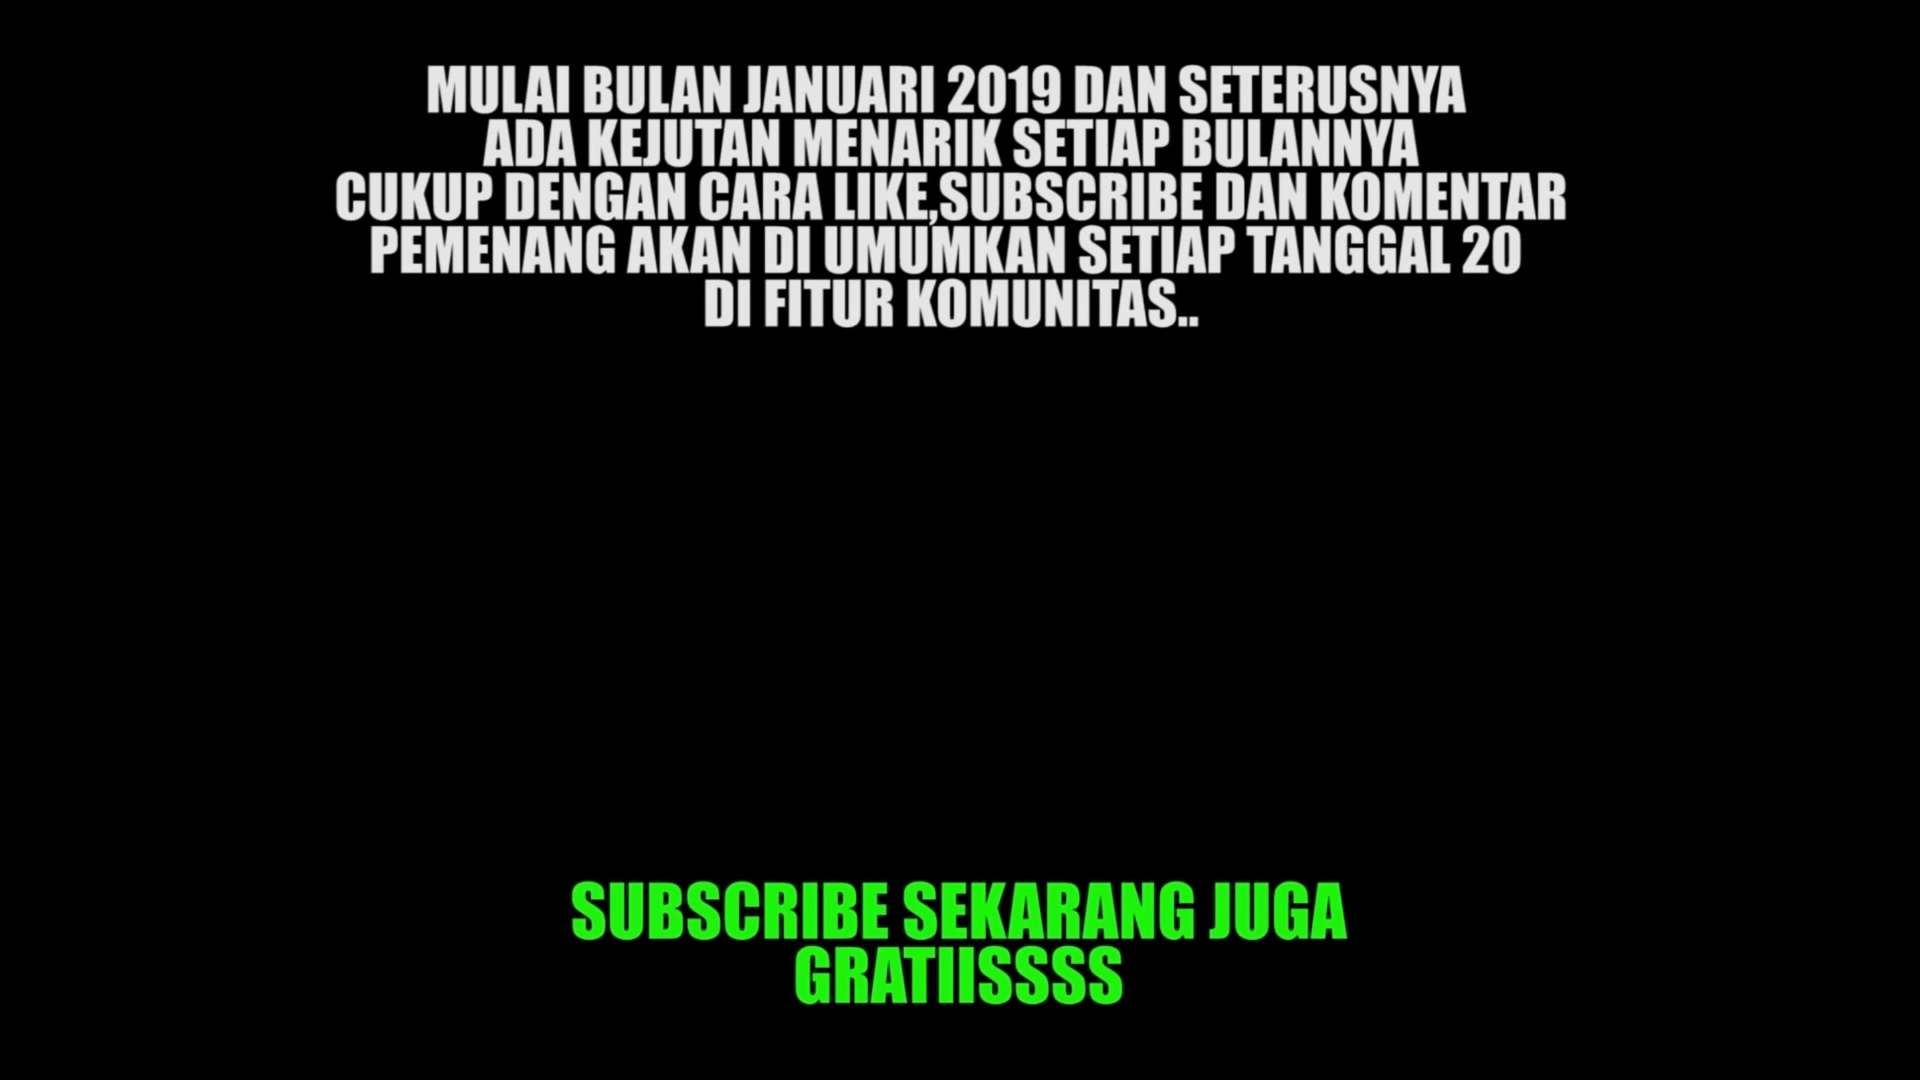 MULAI BULAN JANUARI 2019 DAN SETERUSNYA
ADA KEJUTAN MENARIK SETIAP BULANNYA
CUKUP DENGAN CARA LIKE,SUBSCRIBE DAN KOMENTAR
PEMENANG AKAN DI UMUMKAN SETIAP TANGGAL 20
DI FITUR KOMUNITAS..
SUBSCRIBE SEKARANG JUGA
GRATIISSSS